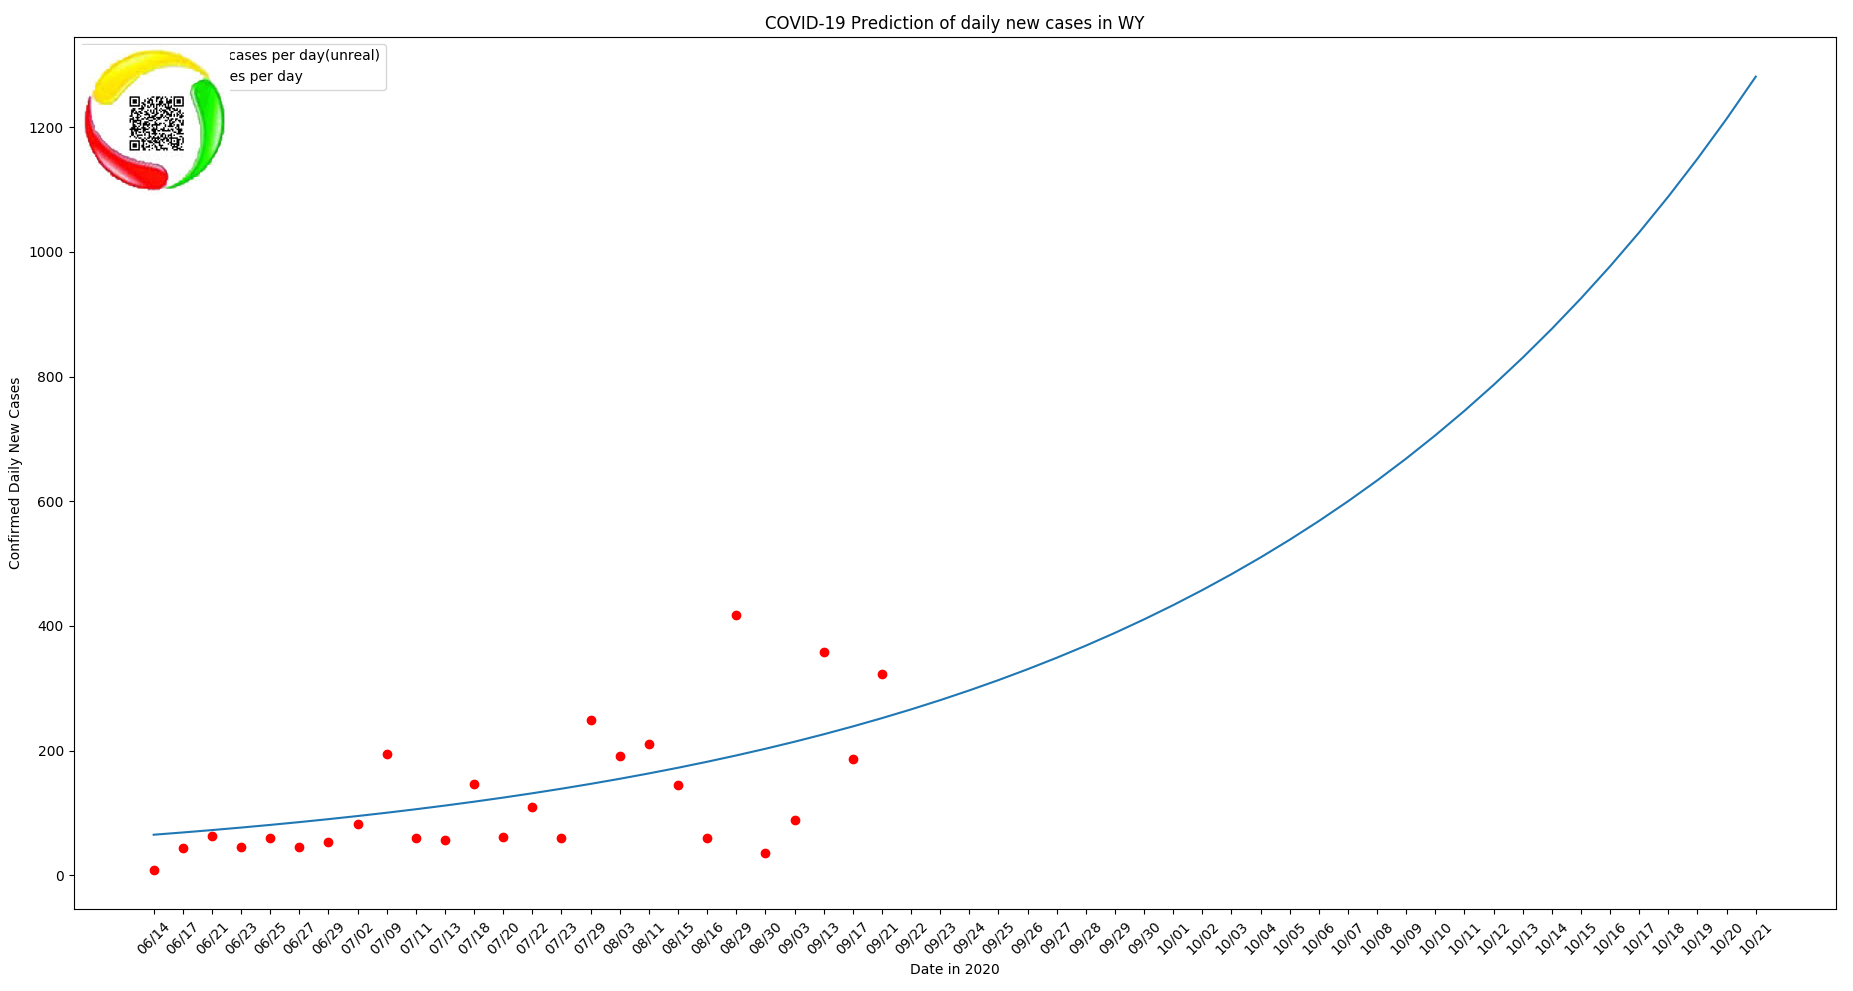 COVID-19 Prediction of daily new cases in WY
cases per day(unreal)
es per day
Confirmed Daily New Cases
1200
1000
800
600
400
200
0
06/14 06/17 06/21 06/23 06/25 06/27 06/29 07/02 07/09 07/11 07/13 07/18 07/20 07/22 07/23 07/29 08/03 08/11 08/15 08/16 08/29 08/30 09/03 09/13 09/17 09/21 09/22 09/23 09/24 09/25 09/26 09/27 09/28 09/29 09/30 10/01 10/02 10/03 10/04 10/05 10/06 10/07 10/08 10/09 10/10 10/11 10/12 10/13 10/14 10/15 10/16 10/17 10/18 10/19 10/20 10/21
Date in 2020